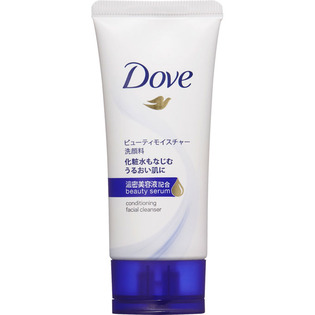 Dove
ビューティモイスチャー
洗顔料
化粧水もなじむ
うるおい肌に
濃密美容液配合
beauty serum
conditioning
facial cleanser